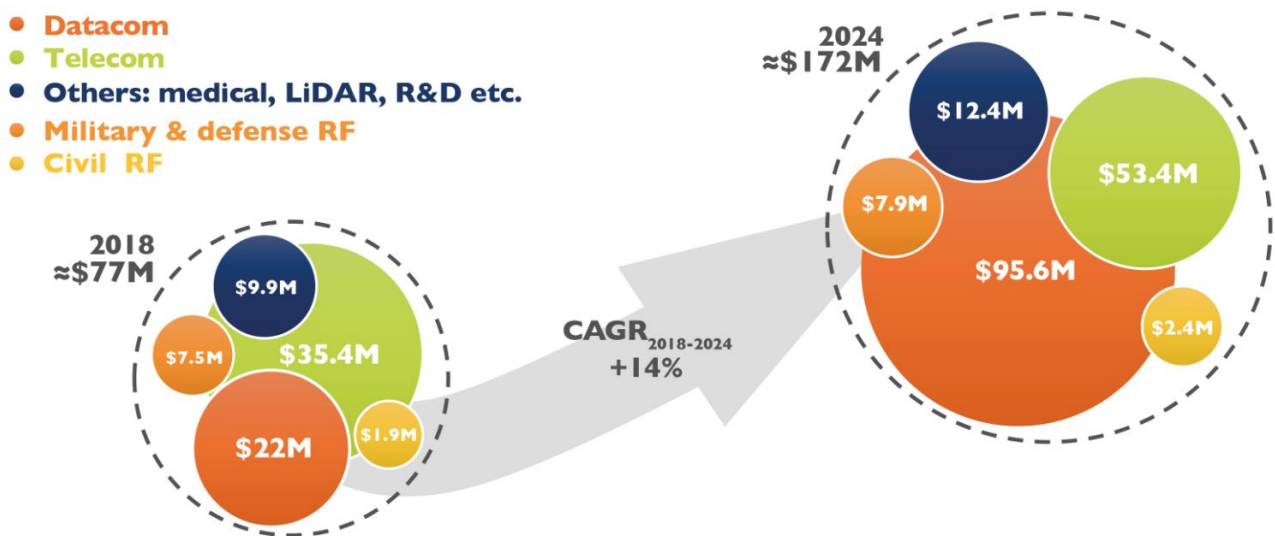 Datacom
Telecom
Others: medical, LiDAR, R&D etc.
Military & defense RF
Civil RF
2018
≈$77M
$9.9M
$7.5M
$35.4M
$22M
$1.9M
CAGR2018-2024
+14%
2024
≈$172M
$12.4M
$53.4M
$7.9M
$95.6M
$2.4M